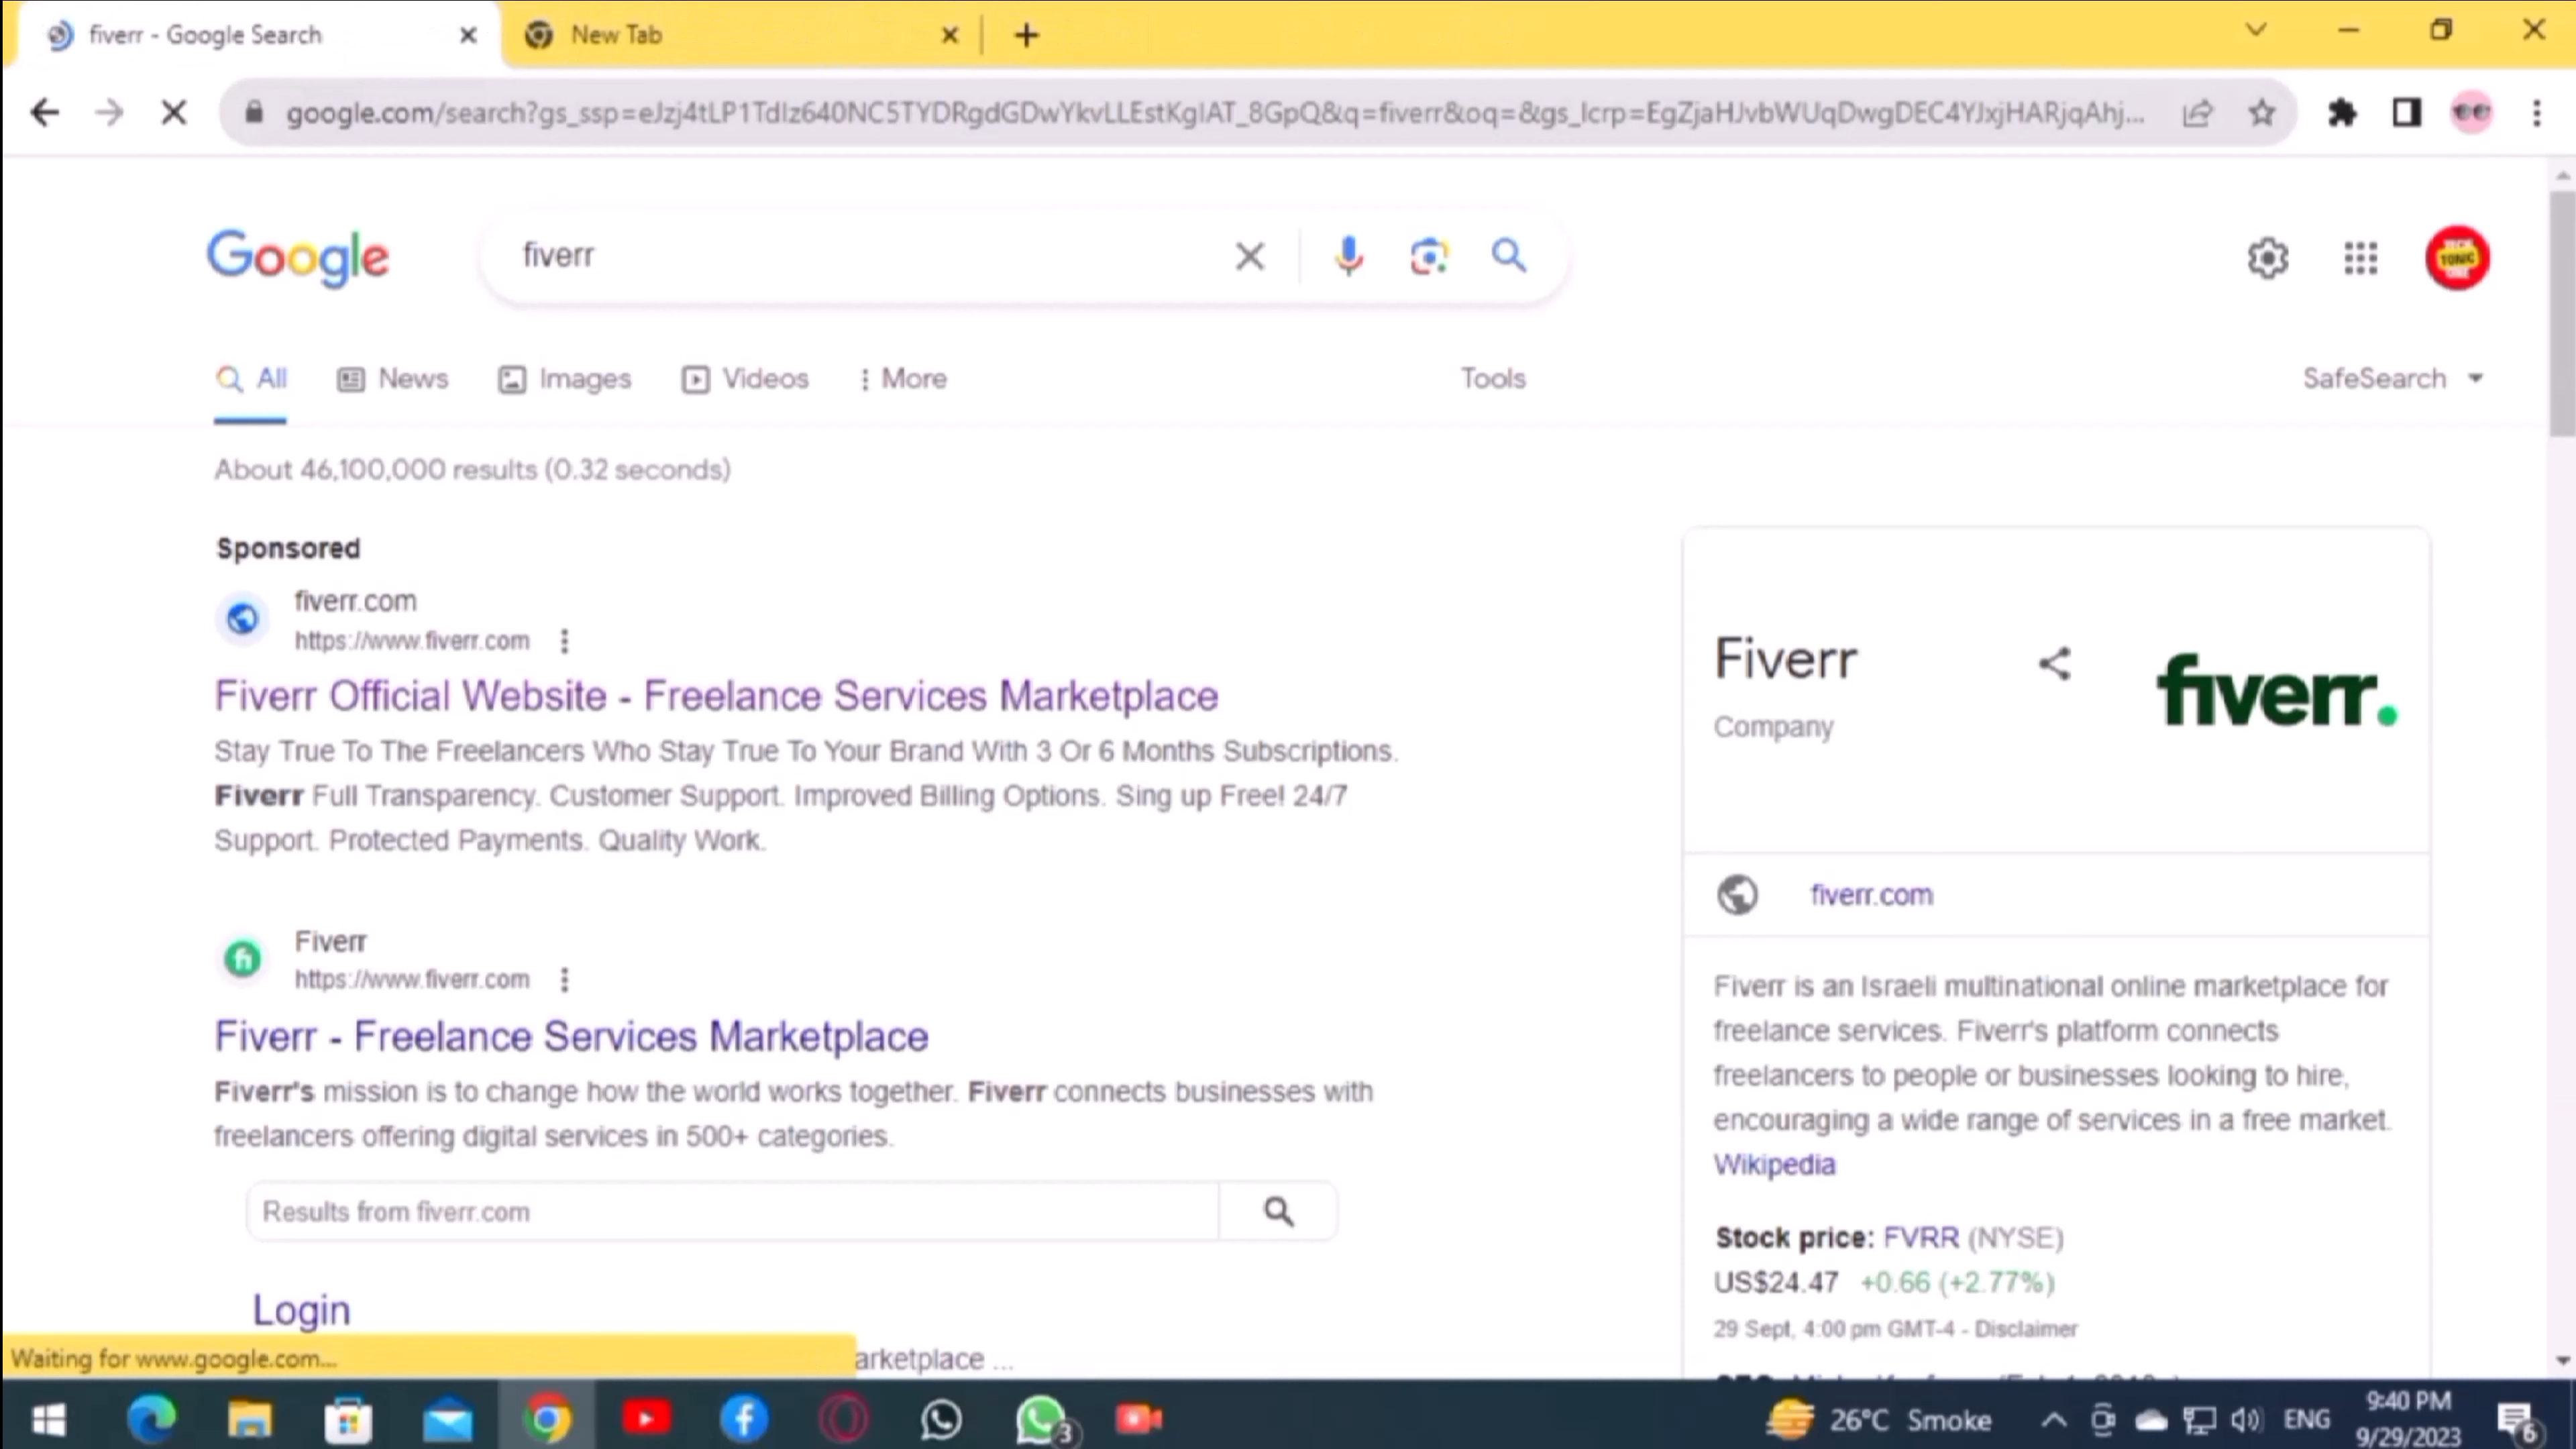 fiverr - Google Search
New Tab
google.com/search?gs_ssp=eJzj4tLP1TdIz640NC5TYDRgdGDwYkvLLEstKgIAT_8GpQ&q=fiverr&oq=&gs_lcrp=EgZjaHJvbWUqDwgDEC4YJxjHARjqAhj...
Google
fiverr
TECH TONIC
All
News
Images
Videos
More
Tools
SafeSearch
About 46,100,000 results (0.32 seconds)
Sponsored
fiverr.com
https://www.fiverr.com
Fiverr Official Website - Freelance Services Marketplace
Stay True To The Freelancers Who Stay True To Your Brand With 3 Or 6 Months Subscriptions.
Fiverr Full Transparency. Customer Support. Improved Billing Options. Sing up Free! 24/7
Support. Protected Payments. Quality Work.
fi
Fiverr
https://www.fiverr.com
Fiverr - Freelance Services Marketplace
Fiverr's mission is to change how the world works together. Fiverr connects businesses with
freelancers offering digital services in 500+ categories.
Results from fiverr.com
Login
arketplace ...
Waiting for www.google.com...
Fiverr
Company
fiverr.
fiverr.com
Fiverr is an Israeli multinational online marketplace for
freelance services. Fiverr's platform connects
freelancers to people or businesses looking to hire,
encouraging a wide range of services in a free market.
Wikipedia
Stock price: FVRR (NYSE)
US$24.47 +0.66 (+2.77%)
29 Sept, 4:00 pm GMT-4 - Disclaimer
3
26°C Smoke
ENG
9:40 PM
9/29/2023
6